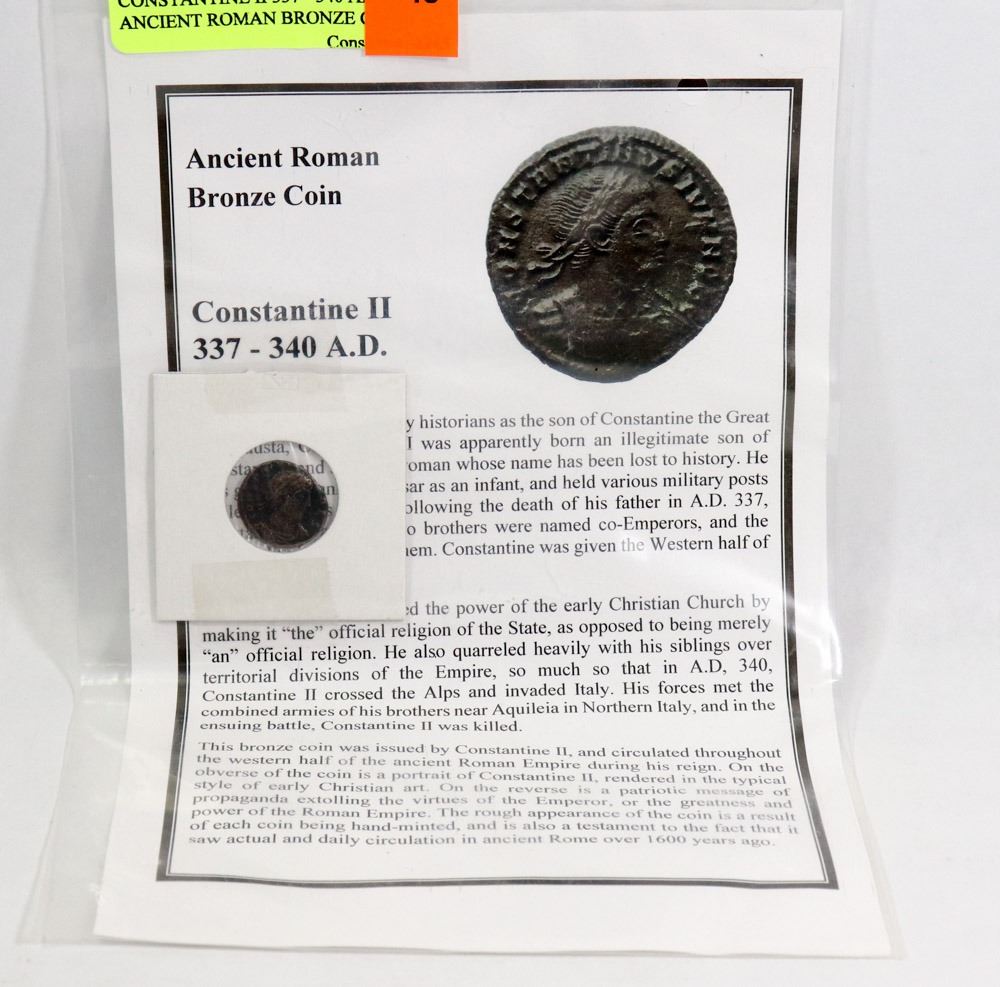 CONSTANTINE II 337 - 340 A
ANCIENT ROMAN BRONZE C
Cons
Ancient Roman
Bronze Coin
Constantine II
337 - 340 A.D.
y historians as the son of Constantine the Great
I was apparently born an illegitimate son of
oman whose name has been lost to history. He
sar as an infant, and held various military posts
ollowing the death of his father in A.D. 337,
o brothers were named co-Emperors, and the
em. Constantine was given the Western half of
ed the power of the early Christian Church by
making it “the” official religion of the State, as opposed to being merely
“an” official religion. He also quarreled heavily with his siblings over
territorial divisions of the Empire, so much so that in A.D, 340,
Constantine II crossed the Alps and invaded Italy. His forces met the
combined armies of his brothers near Aquileia in Northern Italy, and in the
ensuing battle, Constantine II was killed.
This bronze coin was issued by Constantine II, and circulated throughout
the western half of the ancient Roman Empire during his reign. On the
obverse of the coin is a portrait of Constantine II, rendered in the typical
style of early Christian art. On the reverse is a patriotic message of
propaganda extolling the virtues of the Emperor, or the greatness and
power of the Roman Empire. The rough appearance of the coin is a result
of each coin being hand-minted, and is also a testament to the fact that it
saw actual and daily circulation in ancient Rome over 1600 years ago.